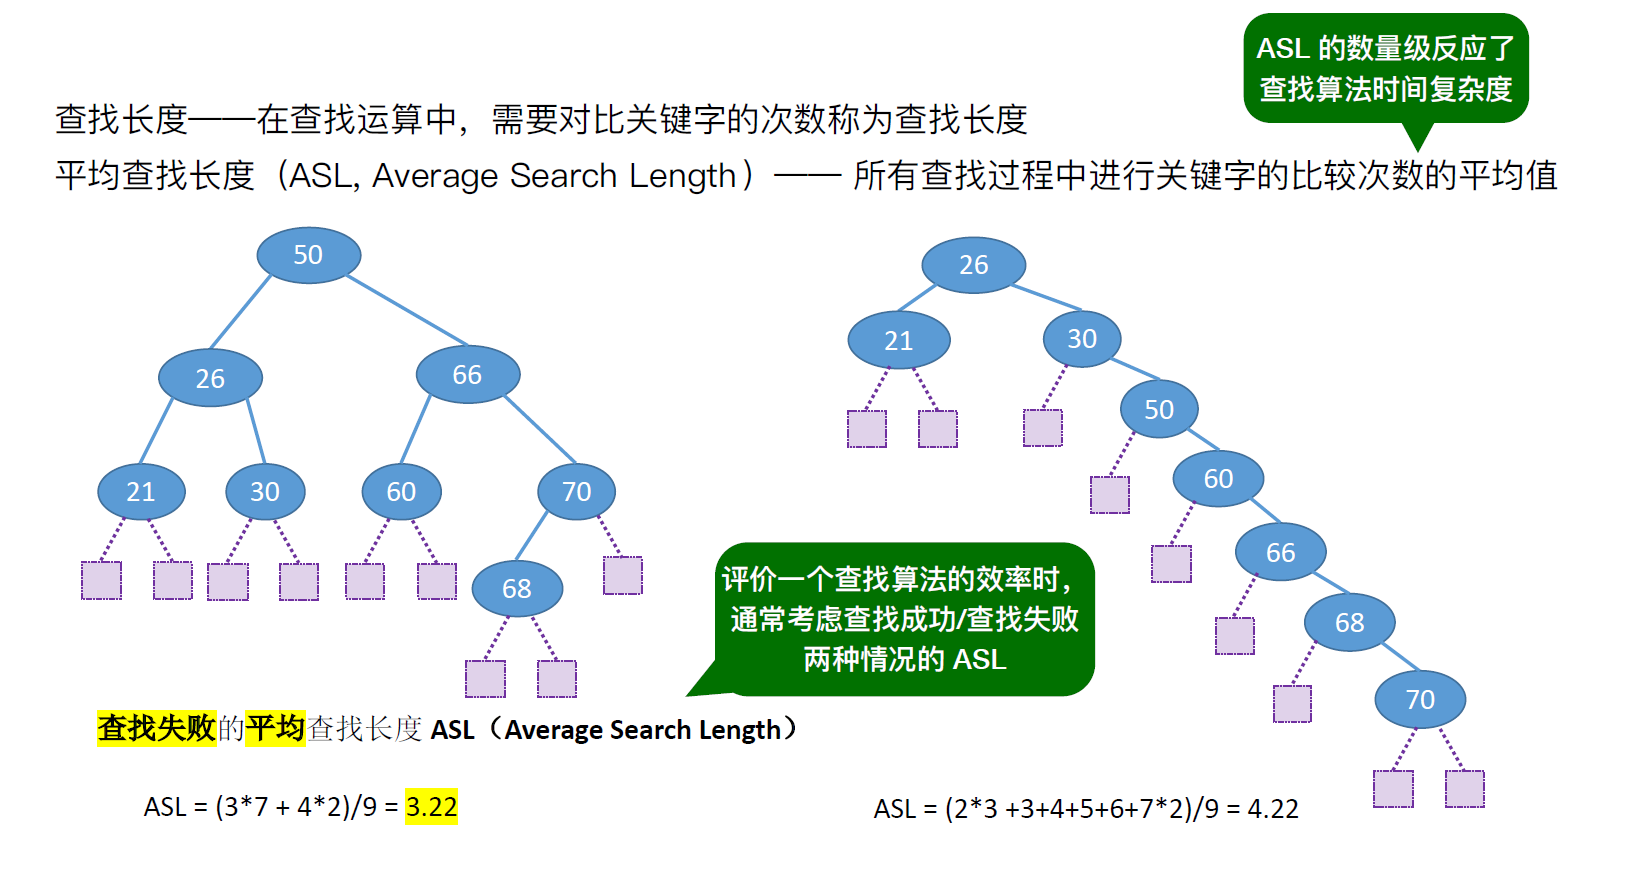 ASL 的数量级反应了
查找算法时间复杂度
查找长度——在查找运算中，需要对比关键字的次数称为查找长度
平均查找长度（ASL, Average Search Length）—— 所有查找过程中进行关键字的比较次数的平均值
50
26
66
21
30
60
70
68
26
21
30
50
60
66
68
70
评价一个查找算法的效率时，
通常考虑查找成功/查找失败
两种情况的 ASL
查找失败的平均查找长度 ASL（Average Search Length）
ASL = (3*7 + 4*2)/9 = 3.22
ASL = (2*3 +3+4+5+6+7*2)/9 = 4.22